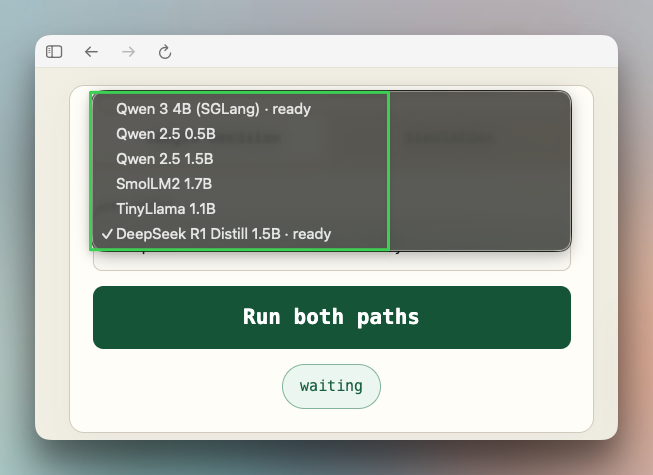 Qwen 3 4B (SGLang) · ready
Qwen 2.5 0.5B
Qwen 2.5 1.5B
SmolLM2 1.7B
TinyLlama 1.1B
✓ DeepSeek R1 Distill 1.5B · ready
Run both paths
waiting